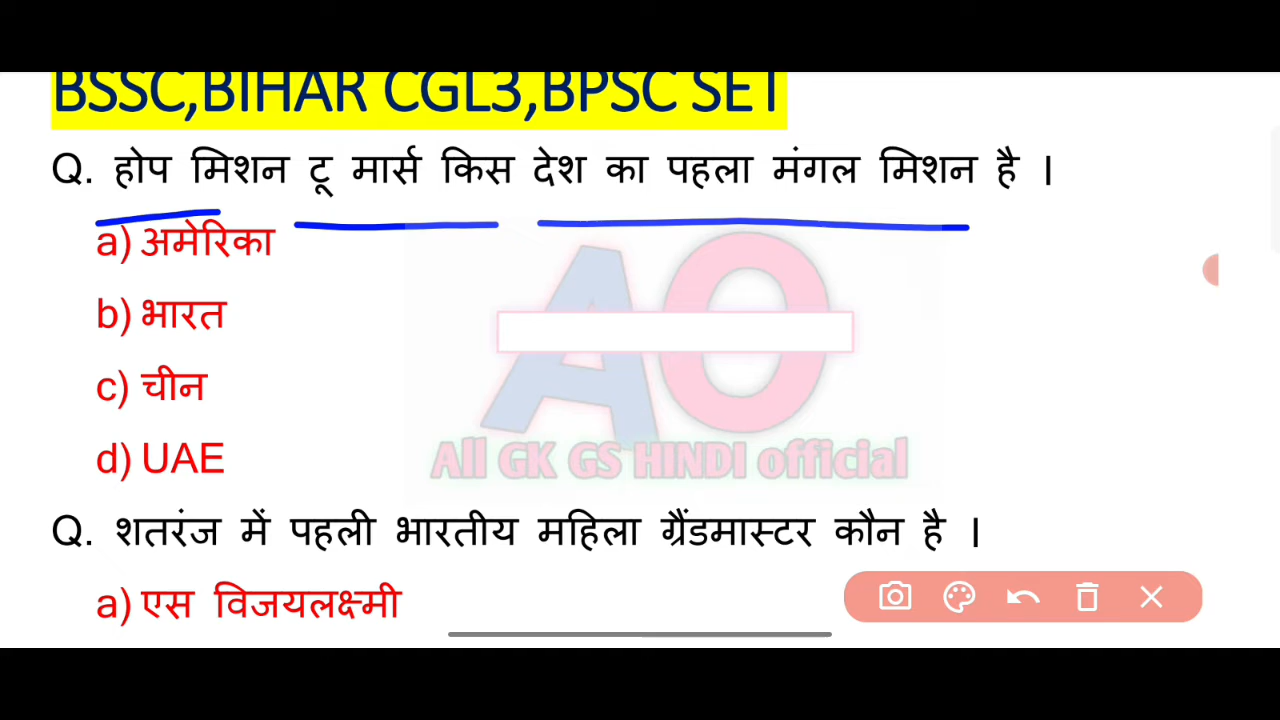 BSSC,BIHAR CGL3,BPSC SET
Q. होप मिशन टू मार्स किस देश का पहला मंगल मिशन है ।
a) अमेरिका
b) भारत
c) चीन
d) UAE
AO
All GK GS HINDI official
Q. शतरंज में पहली भारतीय महिला ग्रैंडमास्टर कौन है ।
a) एस विजयलक्ष्मी